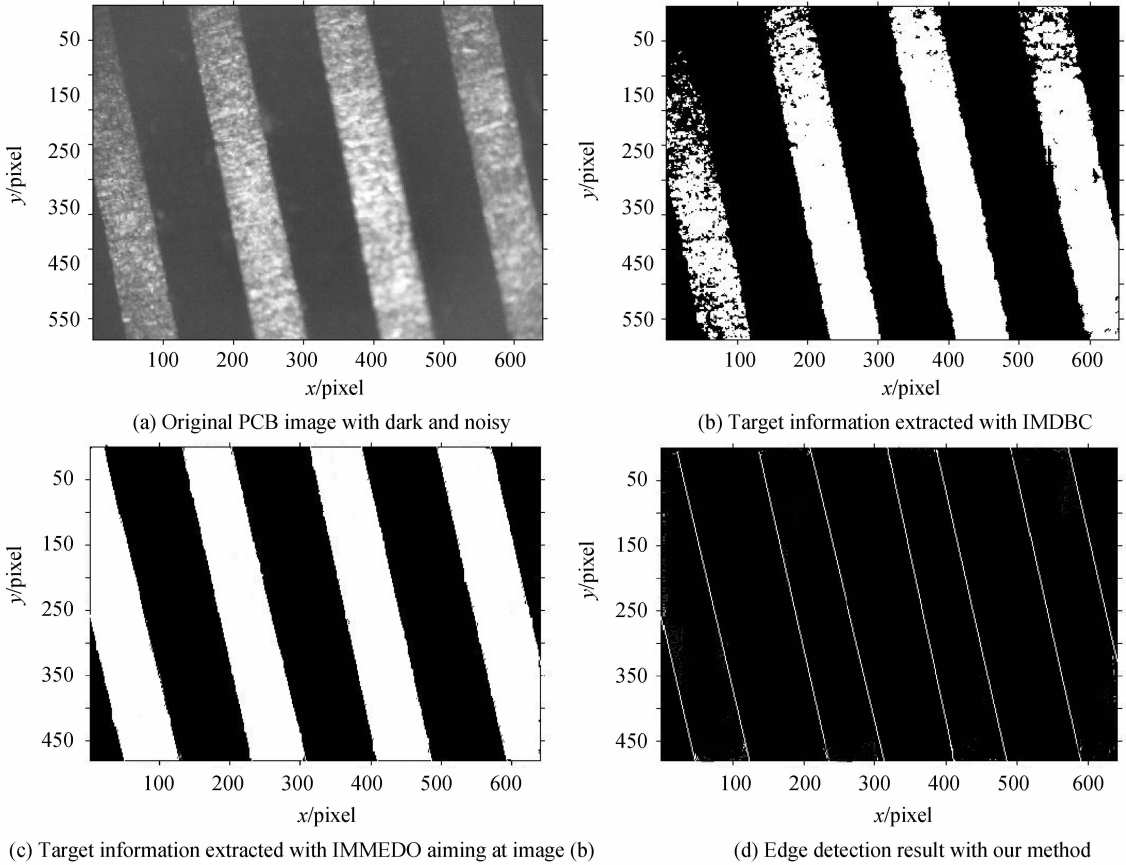 50
150
250
350
450
550
y/pixel
100 200 300 400 500 600
x/pixel
(a) Original PCB image with dark and noisy
50
150
250
350
450
550
y/pixel
100 200 300 400 500 600
x/pixel
(b) Target information extracted with IMDBC
50
150
250
350
450
y/pixel
100 200 300 400 500 600
x/pixel
(c) Target information extracted with IMMEDO aiming at image (b)
50
150
250
350
450
y/pixel
100 200 300 400 500 600
x/pixel
(d) Edge detection result with our method